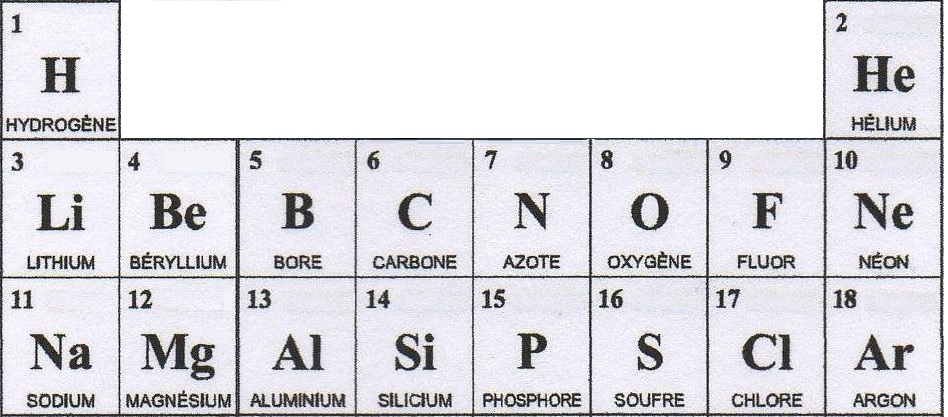 1 2
H He
HYDROGÈNE HÉLIUM
3 4 5 6 7 8 9 10
Li Be B C N O F Ne
LITHIUM BÉRYLLIUM BORE CARBONE AZOTE OXYGÈNE FLUOR NÉON
11 12 13 14 15 16 17 18
Na Mg Al Si P S Cl Ar
SODIUM MAGNÉSIUM ALUMINIUM SILICIUM PHOSPHORE SOUFRE CHLORE ARGON